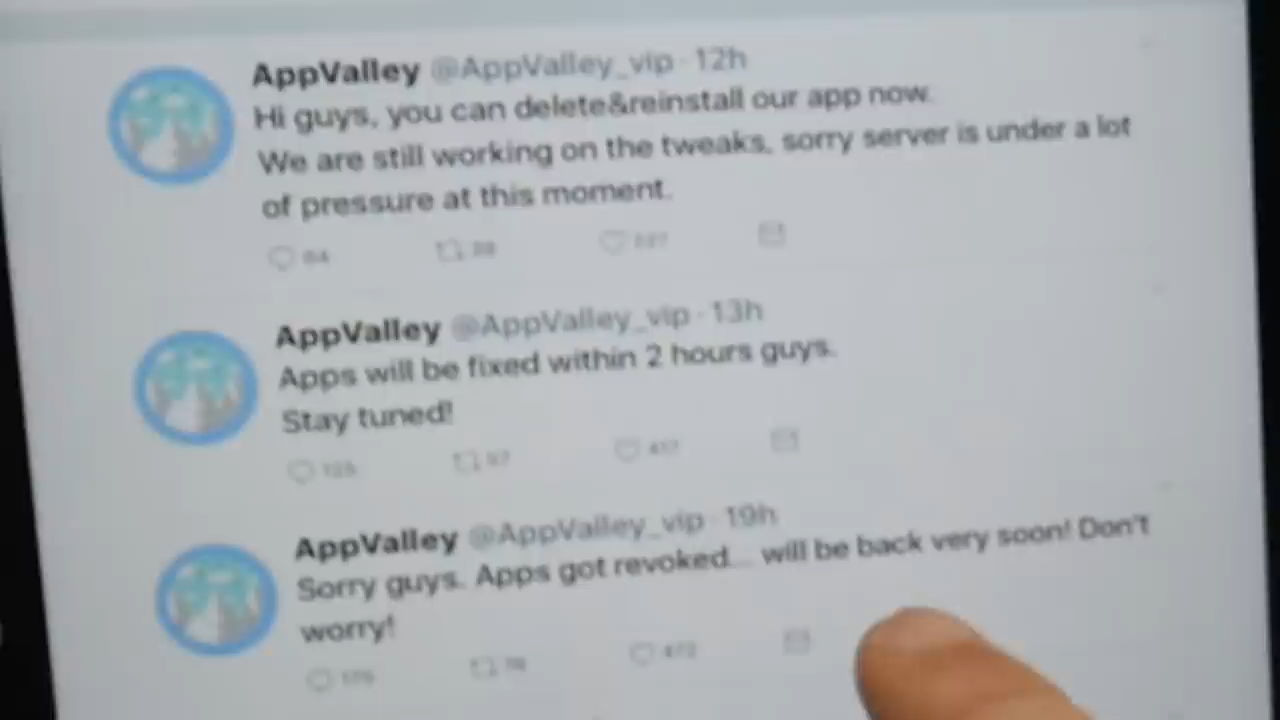 AppValley @AppValley_vip · 12h
Hi guys, you can delete&reinstall our app now.
We are still working on the tweaks, sorry server is under a lot
of pressure at this moment.
AppValley @AppValley_vip · 13h
Apps will be fixed within 2 hours guys.
Stay tuned!
AppValley @AppValley_vip · 19h
Sorry guys. Apps got revoked... will be back very soon! Don't
worry!